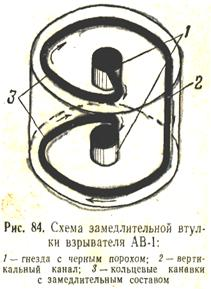 1
2
3
Рис. 84. Схема замедлительной втул-
ки взрывателя АВ-1:
1 — гнезда с черным порохом; 2 — верти-
кальный канал; 3 — кольцевые канавки
с замедлительным составом